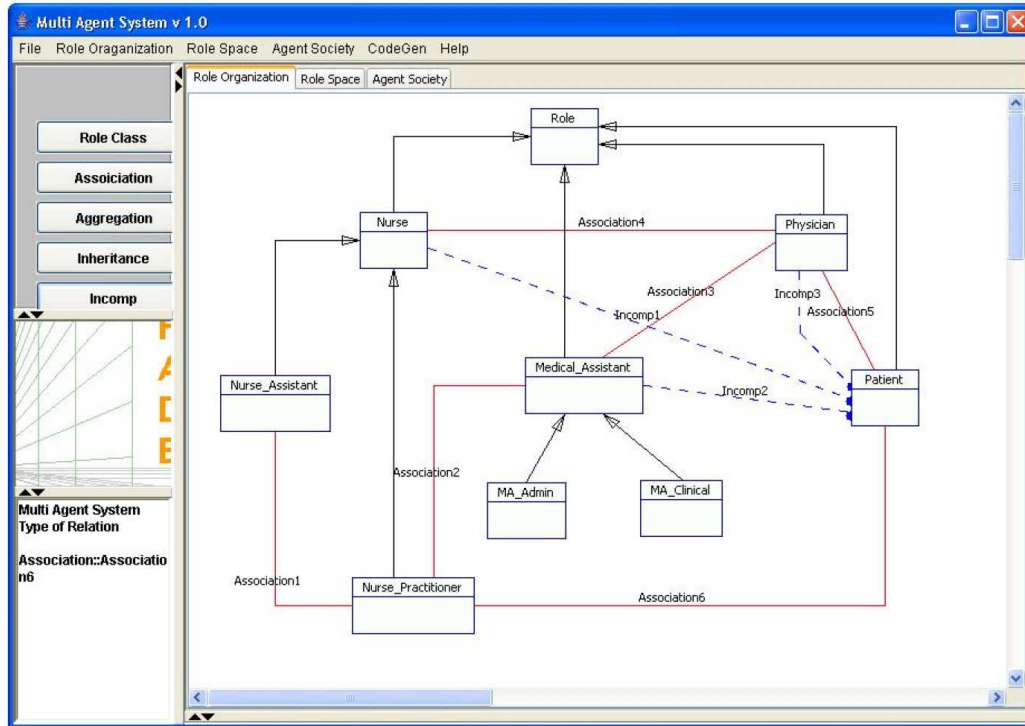 Multi Agent System v 1.0
File Role Oraganization Role Space Agent Society CodeGen Help
Role Organization Role Space Agent Society
Role Class
Assoiciation
Aggregation
Inheritance
Incomp
F
A
D
E
Multi Agent System
Type of Relation
Association::Associatio
n6
Role
Nurse
Association4
Physician
Association3
Incomp3
Incomp1
Association5
Nurse_Assistant
Medical_Assistant
Patient
Incomp2
Association2
MA_Admin
MA_Clinical
Association1
Nurse_Practitioner
Association6